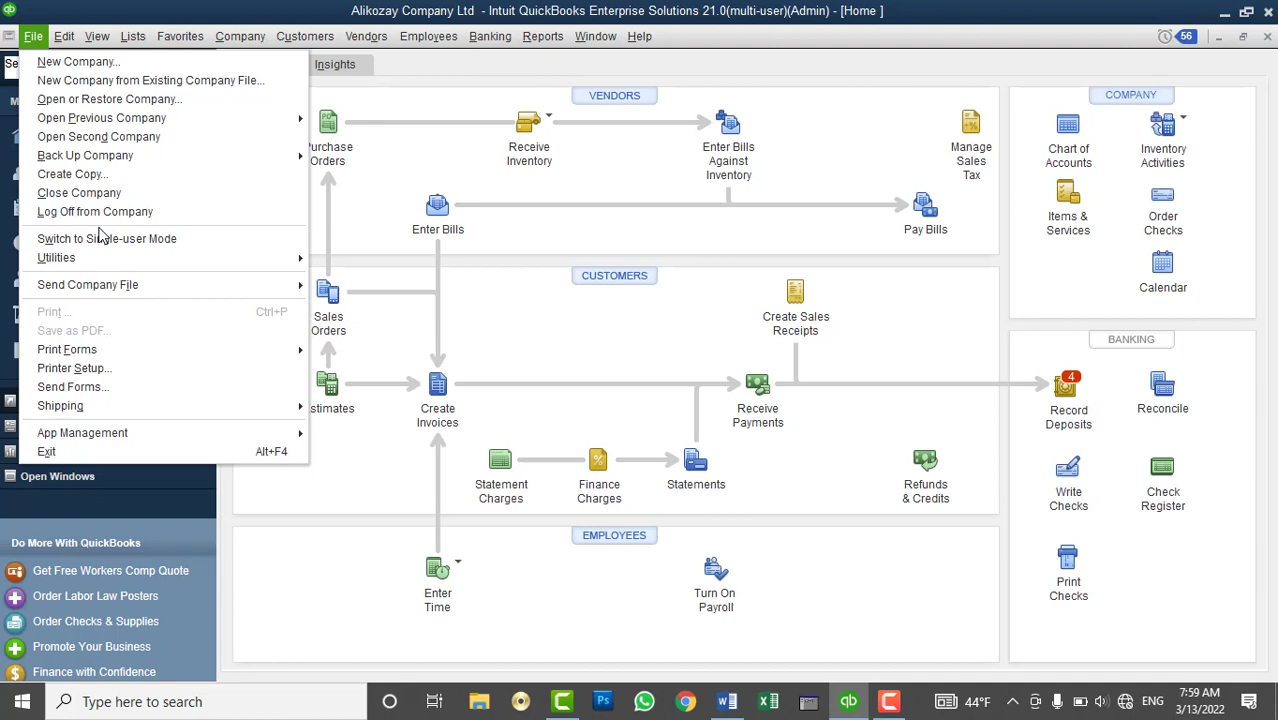 Alikozay Company Ltd - Intuit QuickBooks Enterprise Solutions 21.0(multi-user)(Admin) - [Home ]
File Edit View Lists Favorites Company Customers Vendors Employees Banking Reports Window Help
56
Se
Insights
New Company...
New Company from Existing Company File...
Open or Restore Company...
Open Previous Company
Open Second Company
Back Up Company
Create Copy...
Close Company
Log Off from Company
Switch to Single-user Mode
Utilities
Send Company File
Print ... Ctrl+P
Save as PDF...
Print Forms
Printer Setup...
Send Forms...
Shipping
App Management
Exit Alt+F4
Open Windows
Do More With QuickBooks
Get Free Workers Comp Quote
Order Labor Law Posters
Order Checks & Supplies
Promote Your Business
Finance with Confidence
VENDORS
Purchase
Orders
Receive
Inventory
Enter Bills
Against
Inventory
Manage
Sales
Tax
Enter Bills
Pay Bills
CUSTOMERS
Sales
Orders
Create Sales
Receipts
stimates
Create
Invoices
Receive
Payments
Statement
Charges
Finance
Charges
Statements
Refunds
& Credits
EMPLOYEES
Enter
Time
Turn On
Payroll
COMPANY
Chart of
Accounts
Inventory
Activities
Items &
Services
Order
Checks
Calendar
BANKING
4
Record
Deposits
Reconcile
Write
Checks
Check
Register
Print
Checks
Type here to search
44°F
ENG
7:59 AM
3/13/2022